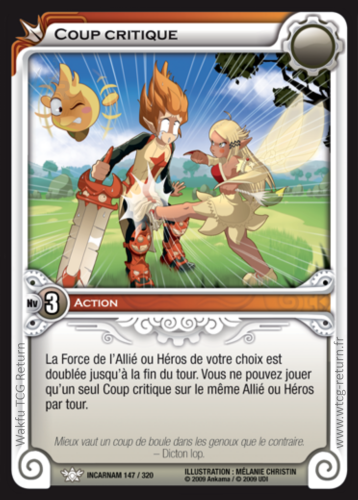 COUP CRITIQUE
Nv 3 ACTION
La Force de l'Allié ou Héros de votre choix est
doublée jusqu'à la fin du tour. Vous ne pouvez jouer
qu'un seul Coup critique sur le même Allié ou Héros
par tour.
Mieux vaut un coup de boule dans les genoux que le contraire.
– Dicton Iop.
INCARNAM 147 / 320
ILLUSTRATION : MÉLANIE CHRISTIN
© 2009 Ankama / © 2009 UDI
Wakfu TCG Return
www.wtcg-return.fr